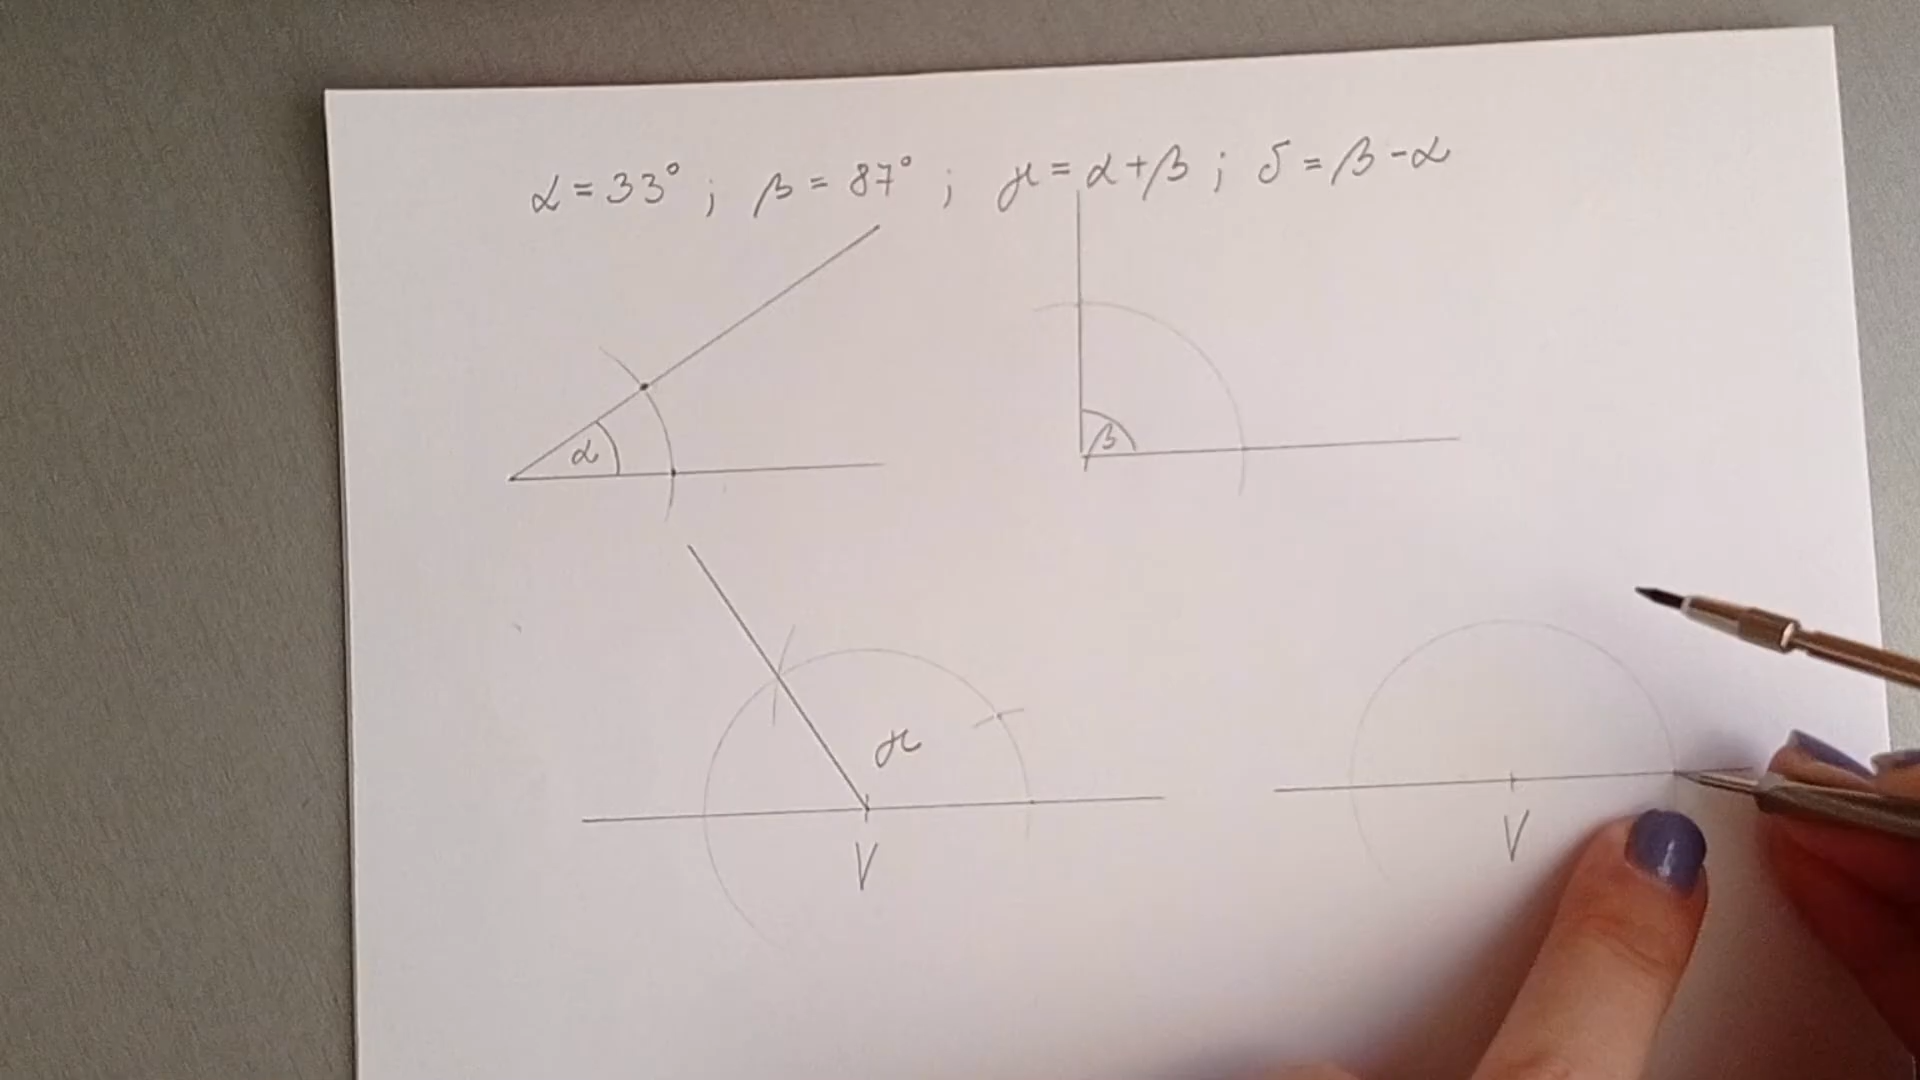 α = 33° ; β = 87° ; γ = α + β ; δ = β - α
α
β
γ
V
V